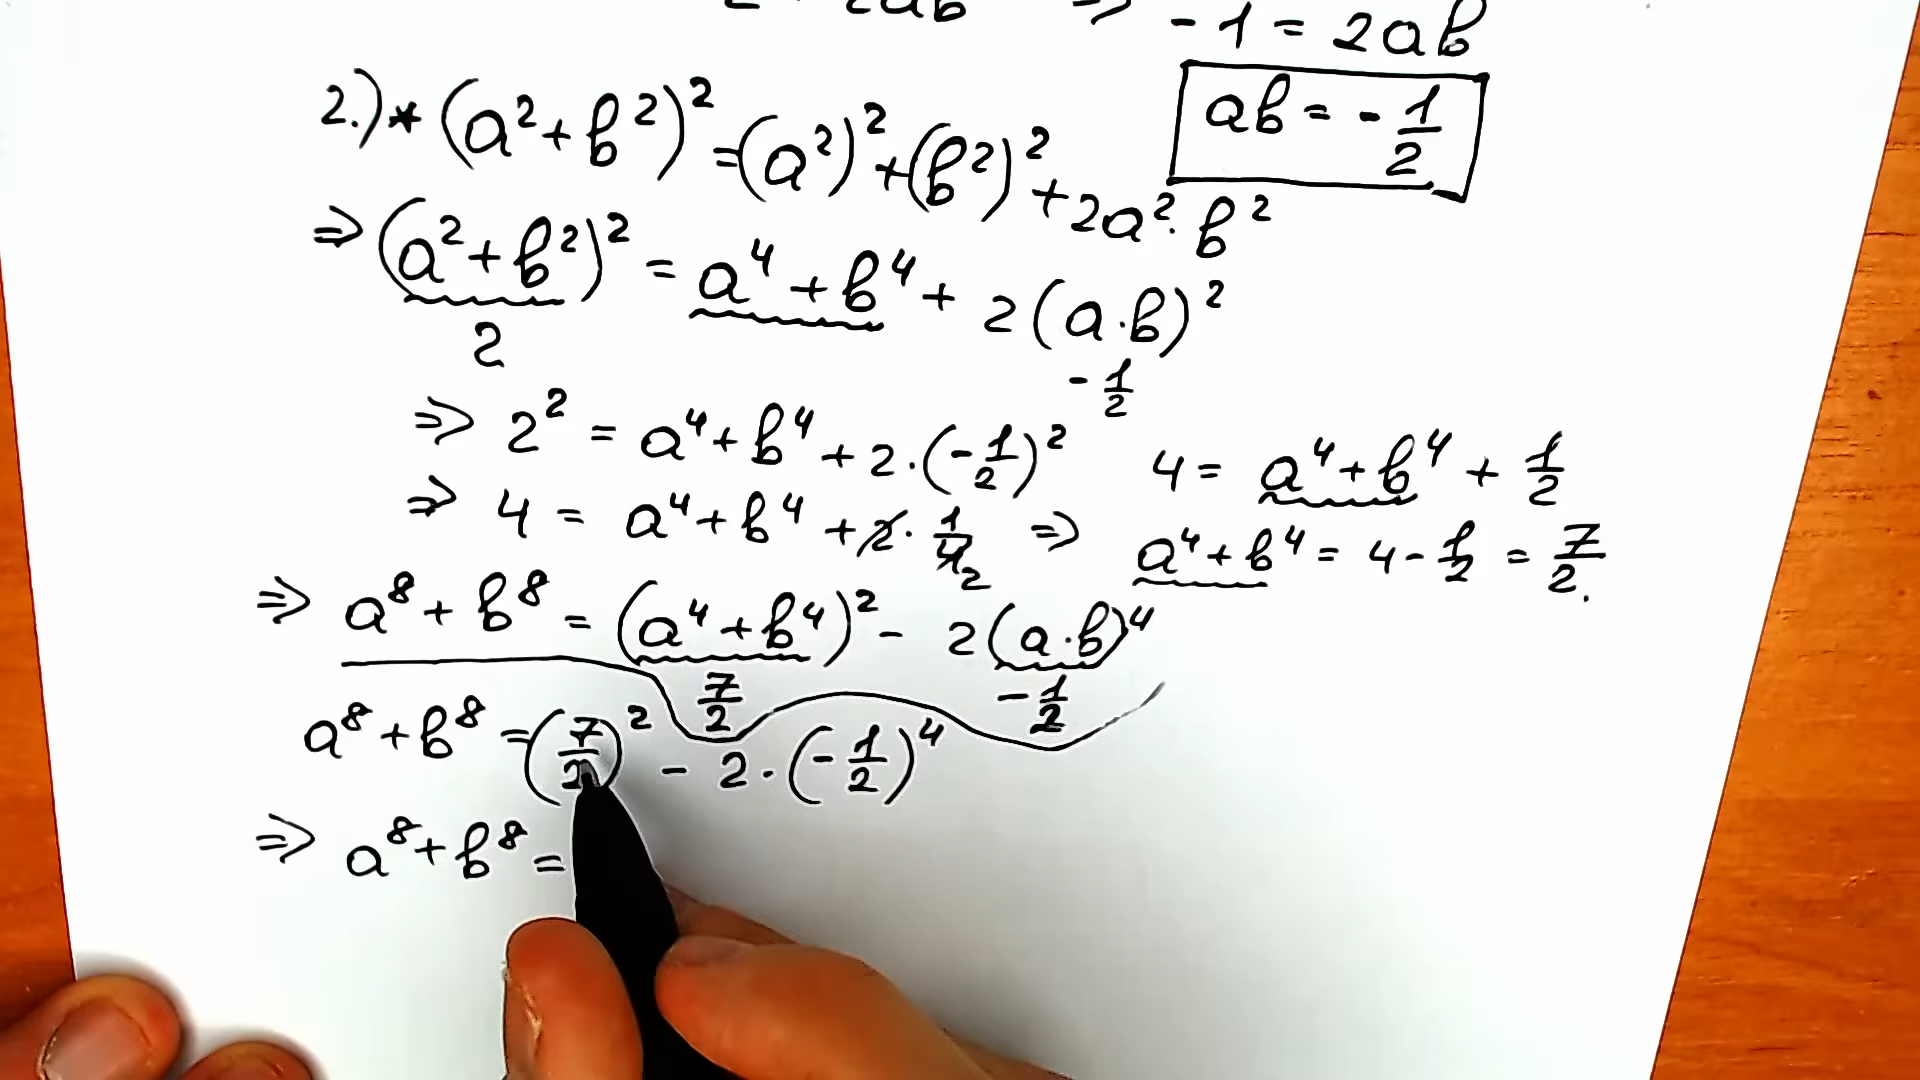 ⇒ -1 = 2ab
ab = -1/2
2.)* (a²+b²)² = (a²)²+(b²)²+2a²·b²
⇒ (a²+b²)² = a⁴+b⁴+ 2(a·b)²
2
-1/2
⇒ 2² = a⁴+b⁴+2·(-1/2)²
4 = a⁴+b⁴+1/2
⇒ 4 = a⁴+b⁴+2·1/4 2 ⇒
a⁴+b⁴ = 4-1/2 = 7/2.
⇒ a⁸+b⁸ = (a⁴+b⁴)² - 2(a·b)⁴
7/2
-1/2
a⁸+b⁸ = (7/2)² - 2·(-1/2)⁴
⇒ a⁸+b⁸ =